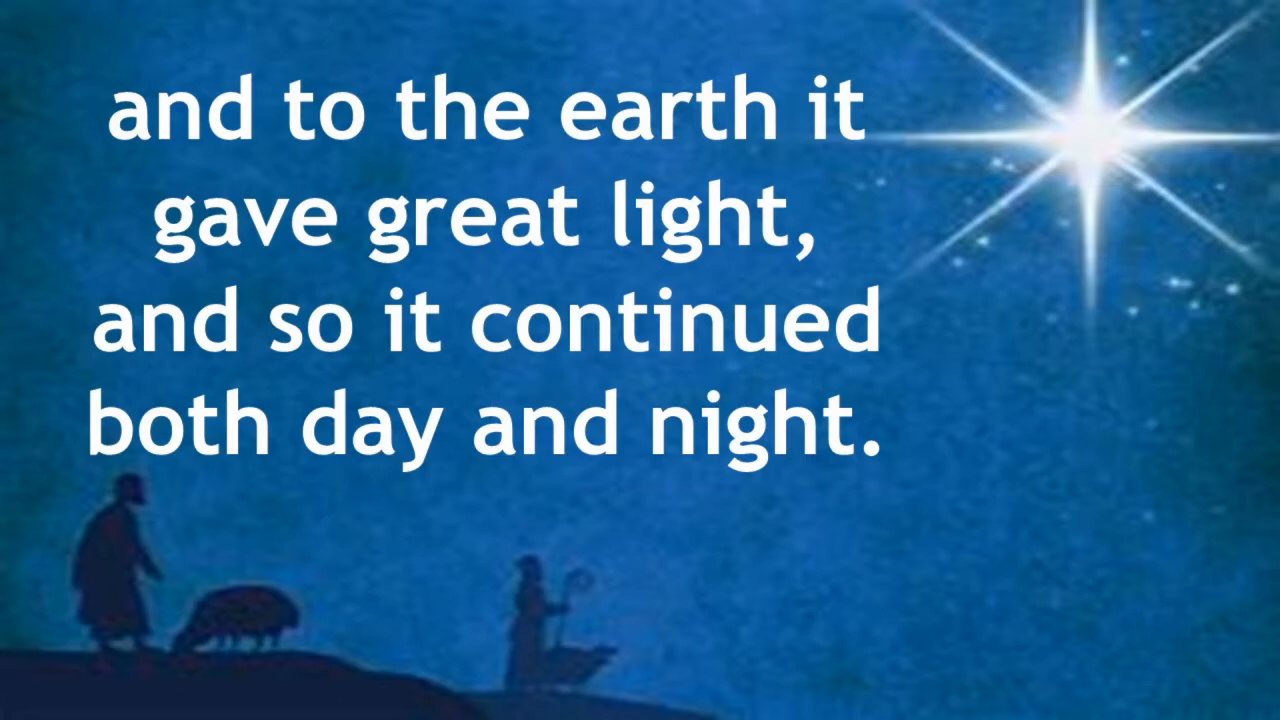 and to the earth it
gave great light,
and so it continued
both day and night.